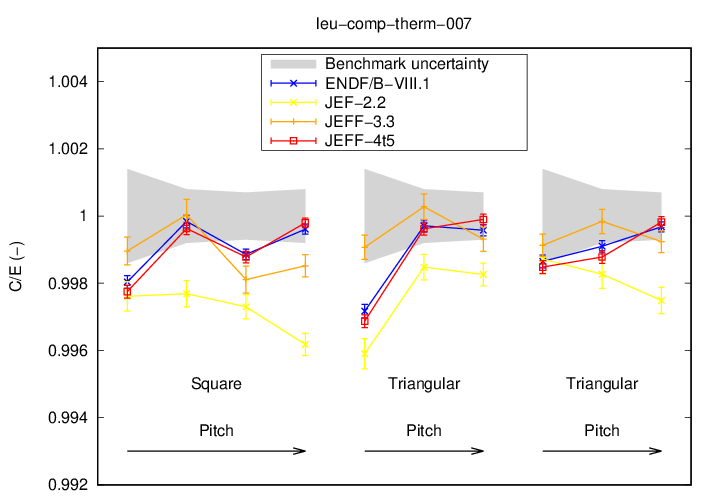 leu−comp−therm−007
Benchmark uncertainty
ENDF/B−VIII.1
JEF−2.2
JEFF−3.3
JEFF−4t5
C/E (−)
1.004
1.002
1
0.998
0.996
0.994
0.992
Square Triangular Triangular
Pitch Pitch Pitch